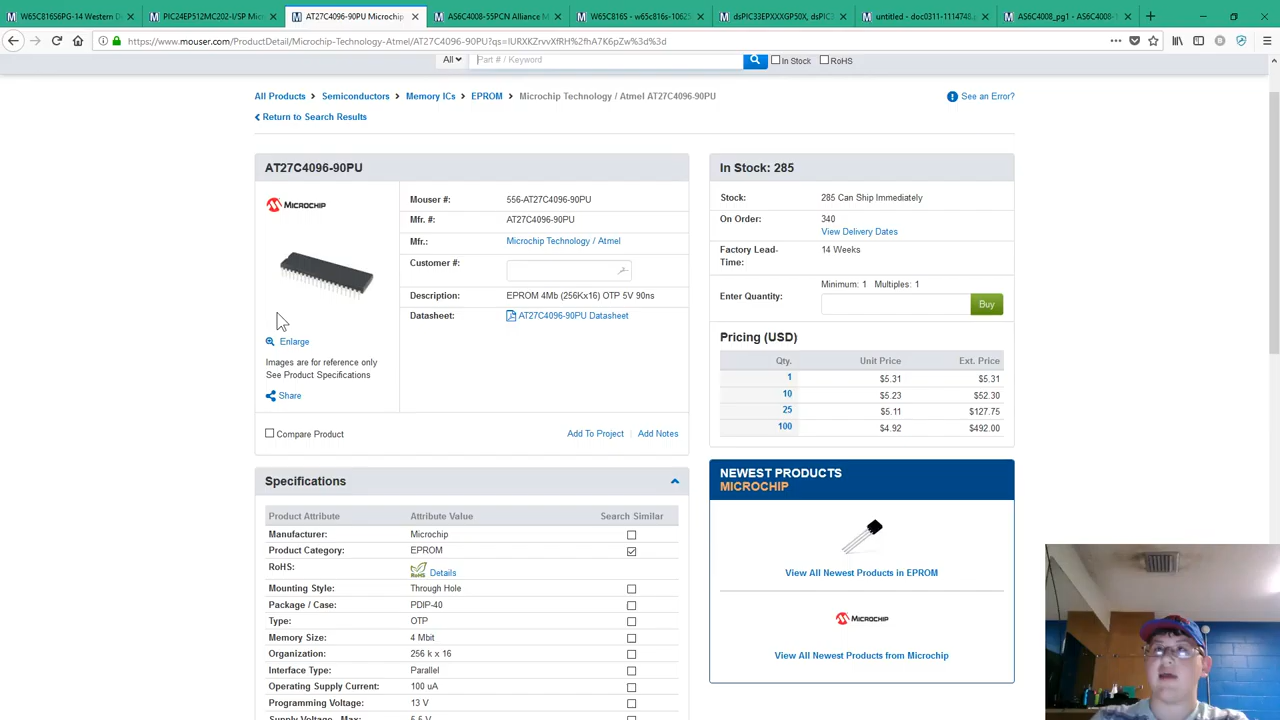 W65C816S6PG-14 Western D
PIC24EP512MC202-I/SP Mic
AT27C4096-90PU Microchip
AS6C4008-55PCN Alliance M
W65C816S - w65c816s-1062
dsPIC33EPXXXGP50X, dsPIC
untitled - doc0311-1114748.p
AS6C4008_pg1 - AS6C4008-1
https://www.mouser.com/ProductDetail/Microchip-Technology-Atmel/AT27C4096-90PU?qs=lURXKZrvvXfRH%2fhA7K6pZw%3d%3d
All
Part # / Keyword
In Stock
RoHS
All Products > Semiconductors > Memory ICs > EPROM > Microchip Technology / Atmel AT27C4096-90PU
See an Error?
Return to Search Results
AT27C4096-90PU
MICROCHIP
Enlarge
Images are for reference only
See Product Specifications
Share
Mouser #: 556-AT27C4096-90PU
Mfr. #: AT27C4096-90PU
Mfr.: Microchip Technology / Atmel
Customer #:
Description: EPROM 4Mb (256Kx16) OTP 5V 90ns
Datasheet: AT27C4096-90PU Datasheet
Compare Product
Add To Project | Add Notes
In Stock: 285
Stock: 285 Can Ship Immediately
On Order: 340
View Delivery Dates
Factory Lead-Time: 14 Weeks
Minimum: 1 Multiples: 1
Enter Quantity:
Buy
Pricing (USD)
Qty. Unit Price Ext. Price
1 $5.31 $5.31
10 $5.23 $52.30
25 $5.11 $127.75
100 $4.92 $492.00
Specifications
Product Attribute Attribute Value Search Similar
Manufacturer: Microchip
Product Category: EPROM
RoHS: RoHS Details
Mounting Style: Through Hole
Package / Case: PDIP-40
Type: OTP
Memory Size: 4 Mbit
Organization: 256 k x 16
Interface Type: Parallel
Operating Supply Current: 100 uA
Programming Voltage: 13 V
Supply Voltage - Max: 5.5 V
NEWEST PRODUCTS
MICROCHIP
View All Newest Products in EPROM
MICROCHIP
View All Newest Products from Microchip